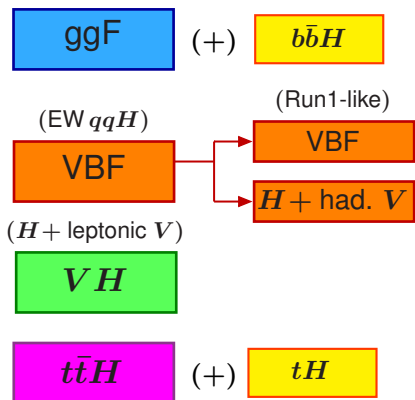 ggF (+) bb̄H
(Run1-like)
(EW qqH)
VBF
VBF
H + had. V
(H + leptonic V)
VH
tt̄H (+) tH